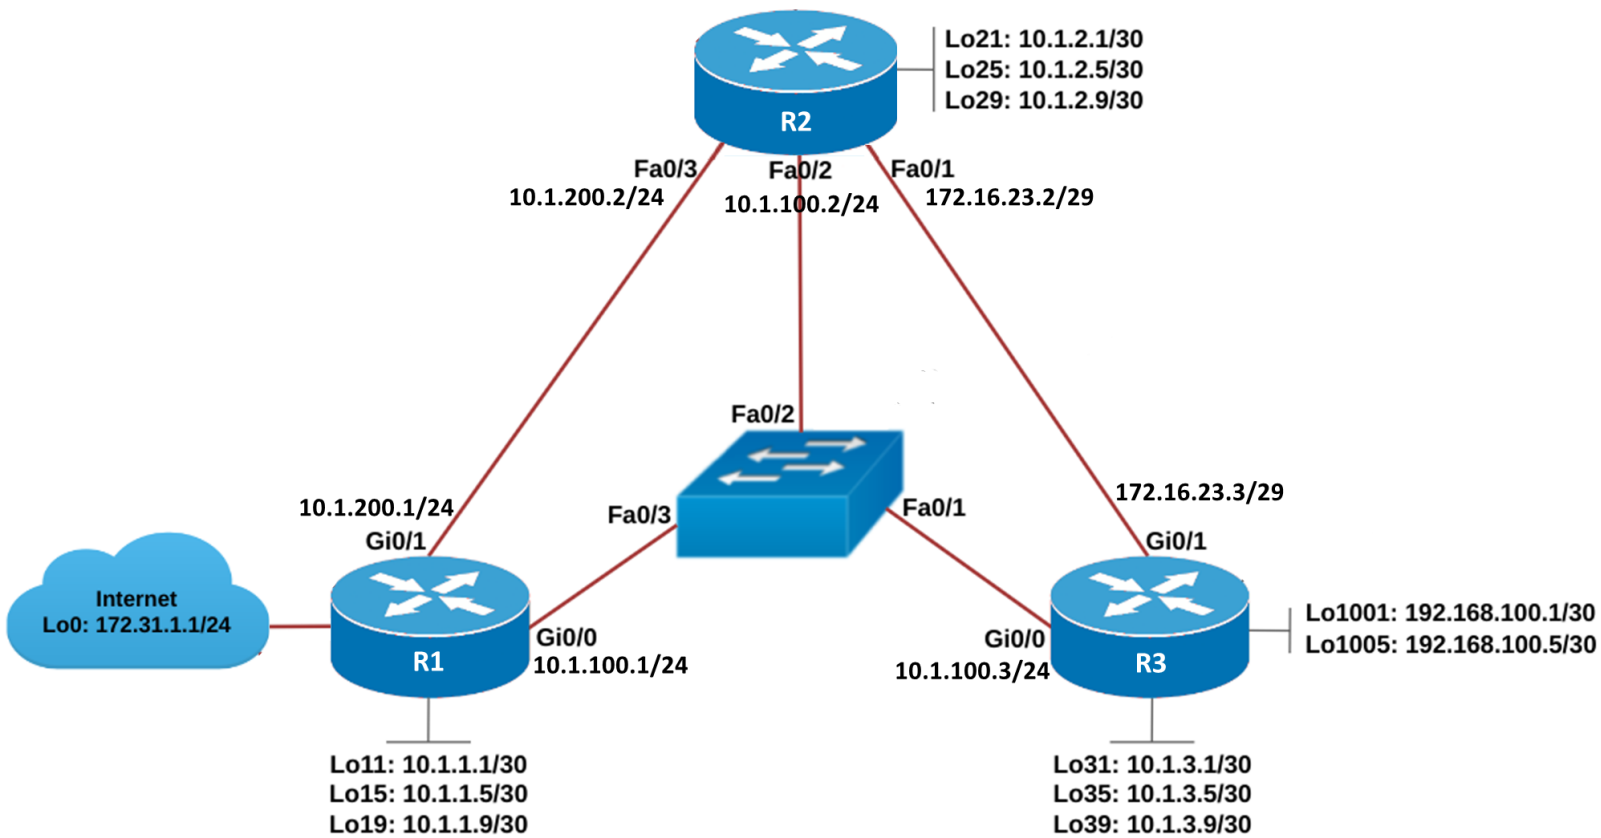 Lo21: 10.1.2.1/30
Lo25: 10.1.2.5/30
Lo29: 10.1.2.9/30
R2
Fa0/3
Fa0/2
Fa0/1
10.1.200.2/24
10.1.100.2/24
172.16.23.2/29
Fa0/2
10.1.200.1/24
172.16.23.3/29
Fa0/3
Fa0/1
Gi0/1
Gi0/1
Internet
Lo0: 172.31.1.1/24
Gi0/0
10.1.100.1/24
R1
Gi0/0
10.1.100.3/24
R3
Lo1001: 192.168.100.1/30
Lo1005: 192.168.100.5/30
Lo11: 10.1.1.1/30
Lo15: 10.1.1.5/30
Lo19: 10.1.1.9/30
Lo31: 10.1.3.1/30
Lo35: 10.1.3.5/30
Lo39: 10.1.3.9/30